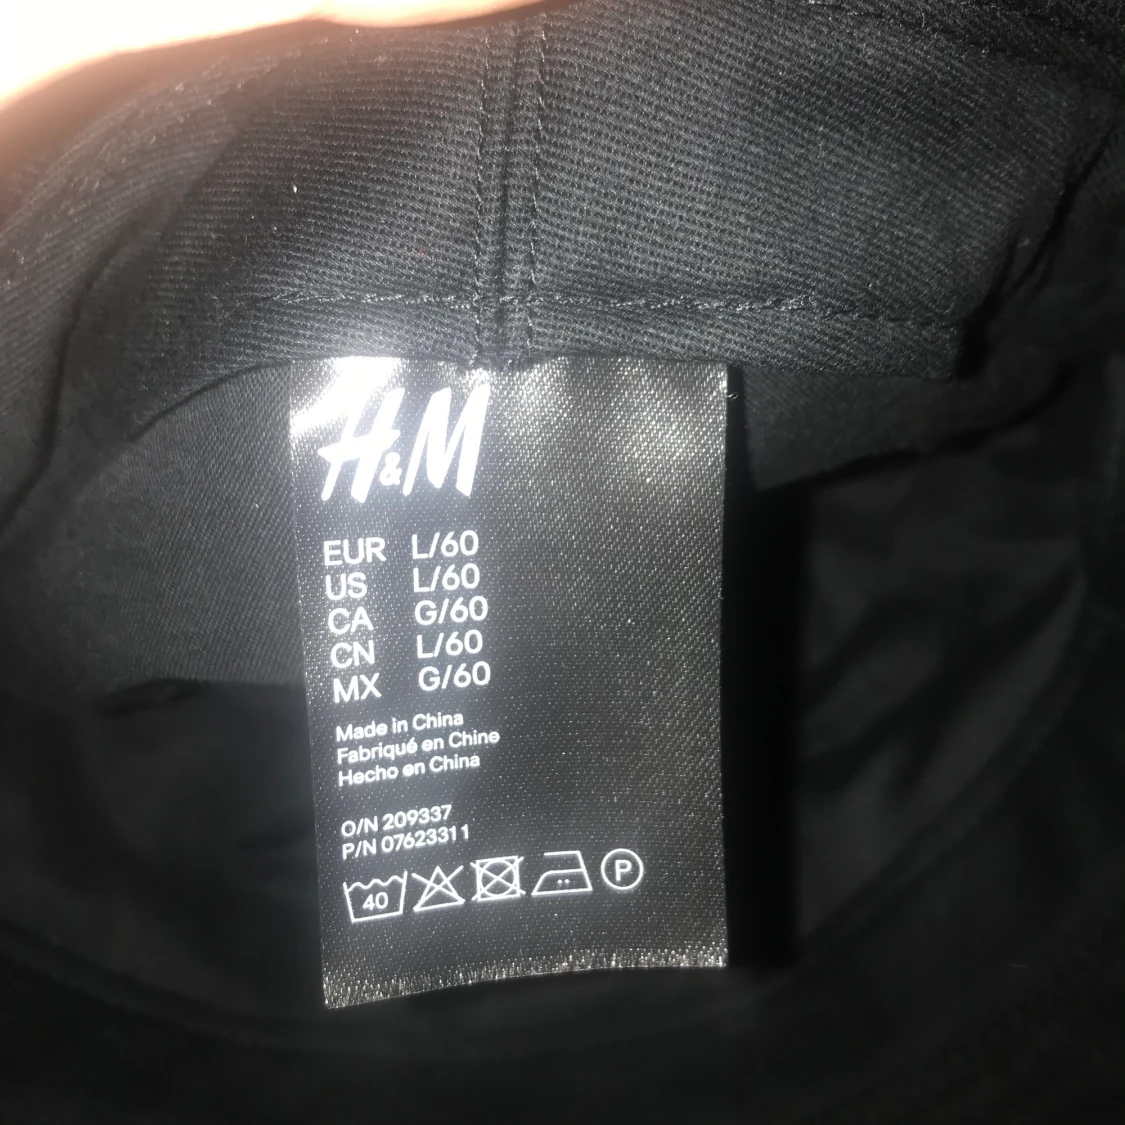 H&M
EUR L/60
US L/60
CA G/60
CN L/60
MX G/60
Made in China
Fabriqué en Chine
Hecho en China
O/N 209337
P/N 07623311
40 P